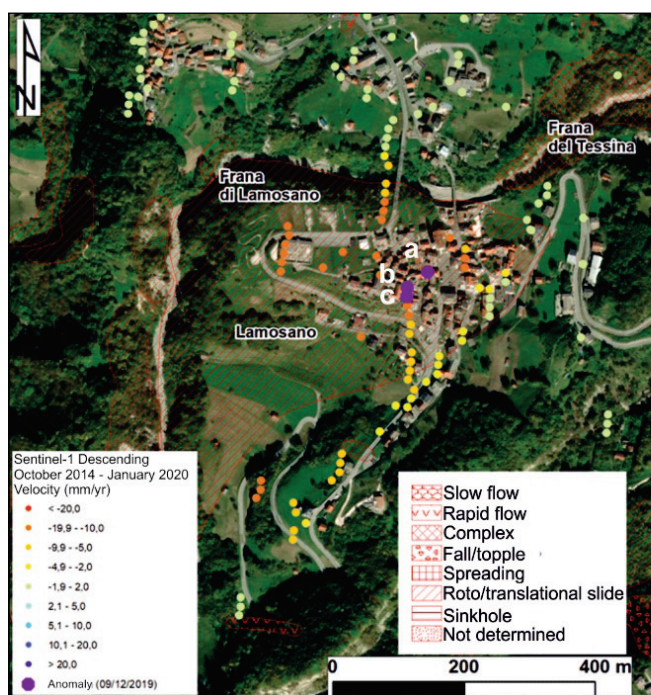 N
Frana
del Tessina
Frana
di Lamosano
a
b
c
Lamosano
Sentinel-1 Descending
October 2014 - January 2020
Velocity (mm/yr)
< -20,0
-19,9 - -10,0
-9,9 - -5,0
-4,9 - -2,0
-1,9 - 2,0
2,1 - 5,0
5,1 - 10,0
10,1 - 20,0
> 20,0
Anomaly (09/12/2019)
Slow flow
Rapid flow
Complex
Fall/topple
Spreading
Roto/translational slide
Sinkhole
Not determined
0 200 400 m